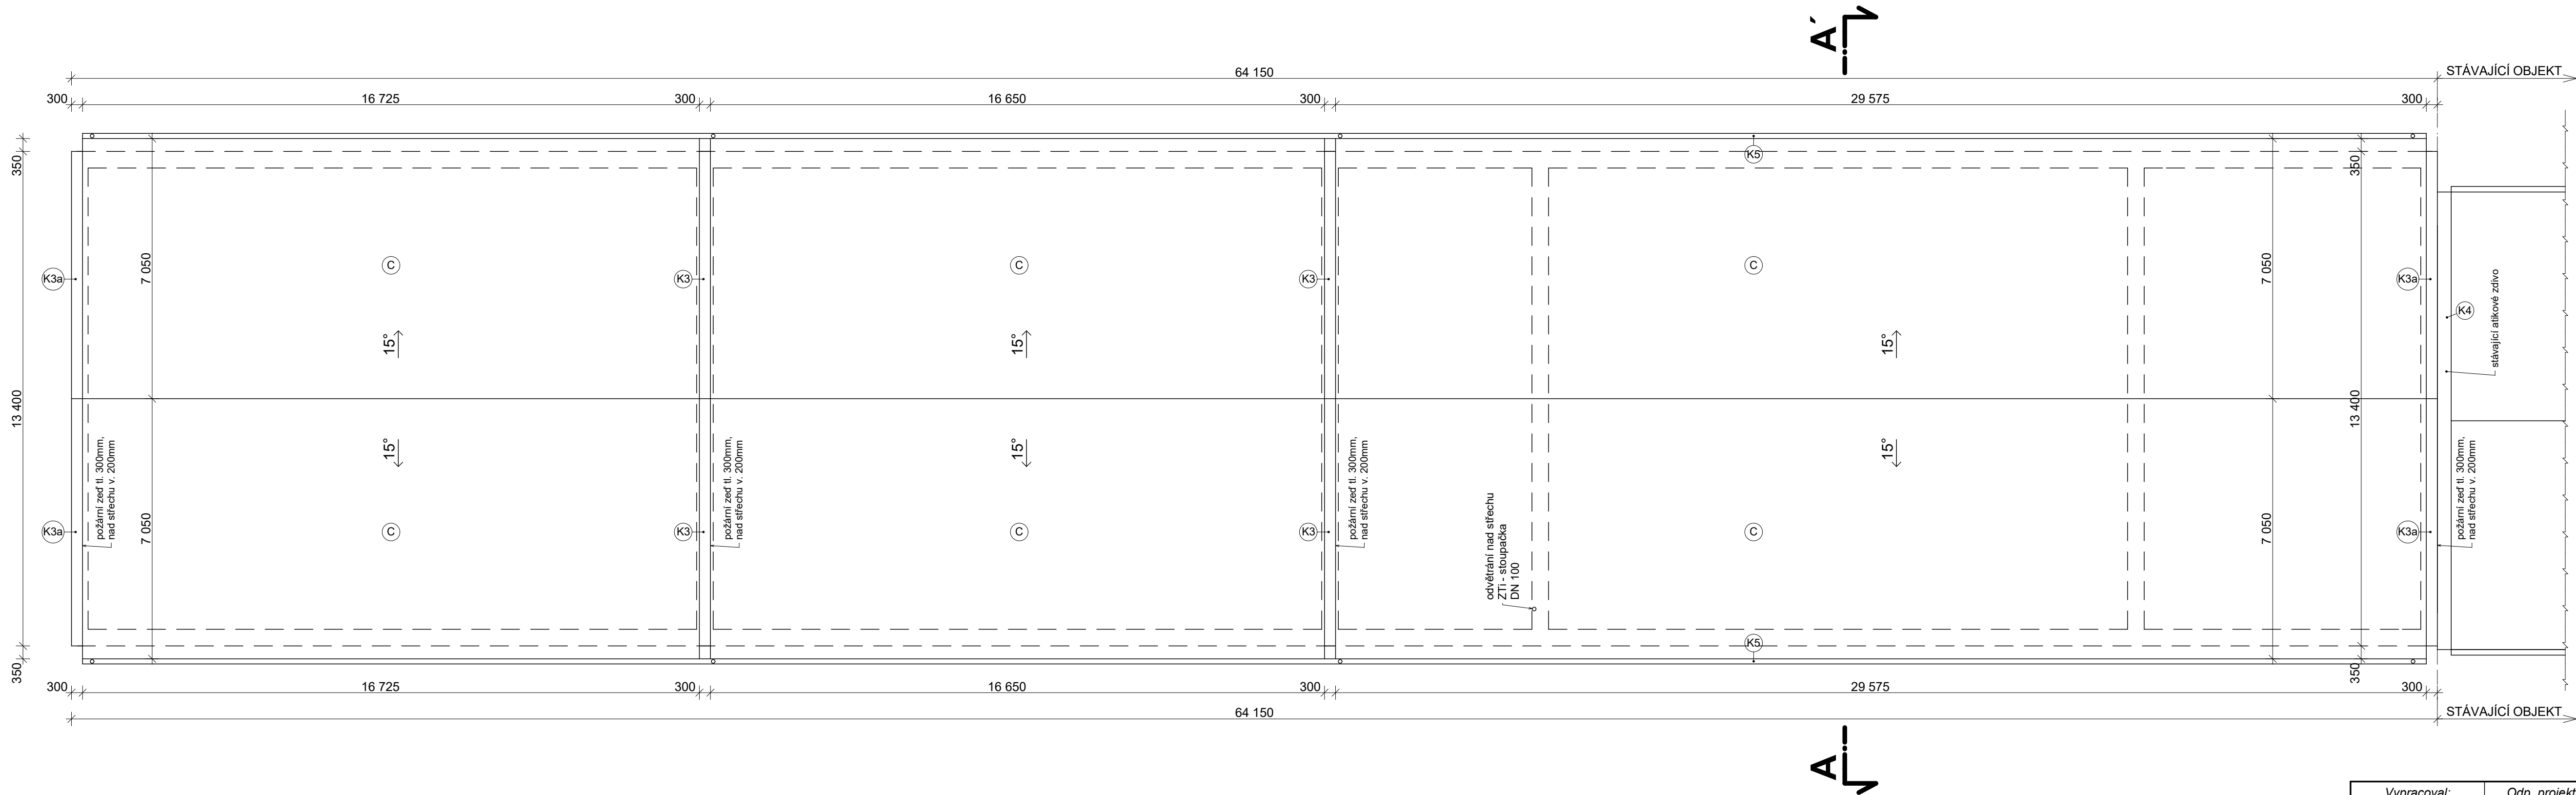 A´
64 150
STÁVAJÍCÍ OBJEKT
300
16 725
300
16 650
300
29 575
300
350
13 400
350
K5
350
13 400
350
7 050
7 050
7 050
7 050
C
C
C
K3a
K3
K3
K3a
K4
stávající atikové zdivo
15°
15°
15°
15°
15°
15°
požární zeď tl. 300mm,
nad střechu v. 200mm
požární zeď tl. 300mm,
nad střechu v. 200mm
požární zeď tl. 300mm,
nad střechu v. 200mm
požární zeď tl. 300mm,
nad střechu v. 200mm
odvětrání nad střechu
ZTi - stoupačka
DN 100
K3a
C
K3
C
K3
C
K3a
K5
300
16 725
300
16 650
300
29 575
300
64 150
STÁVAJÍCÍ OBJEKT
A
Vypracoval:
Odp. projekt